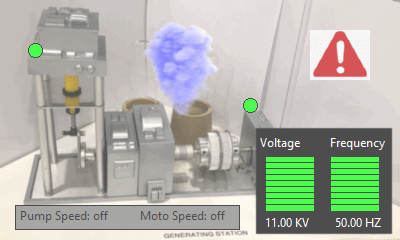 Voltage Frequency
11.00 KV 50.00 HZ
Pump Speed: off Moto Speed: off
GENERATING STATION